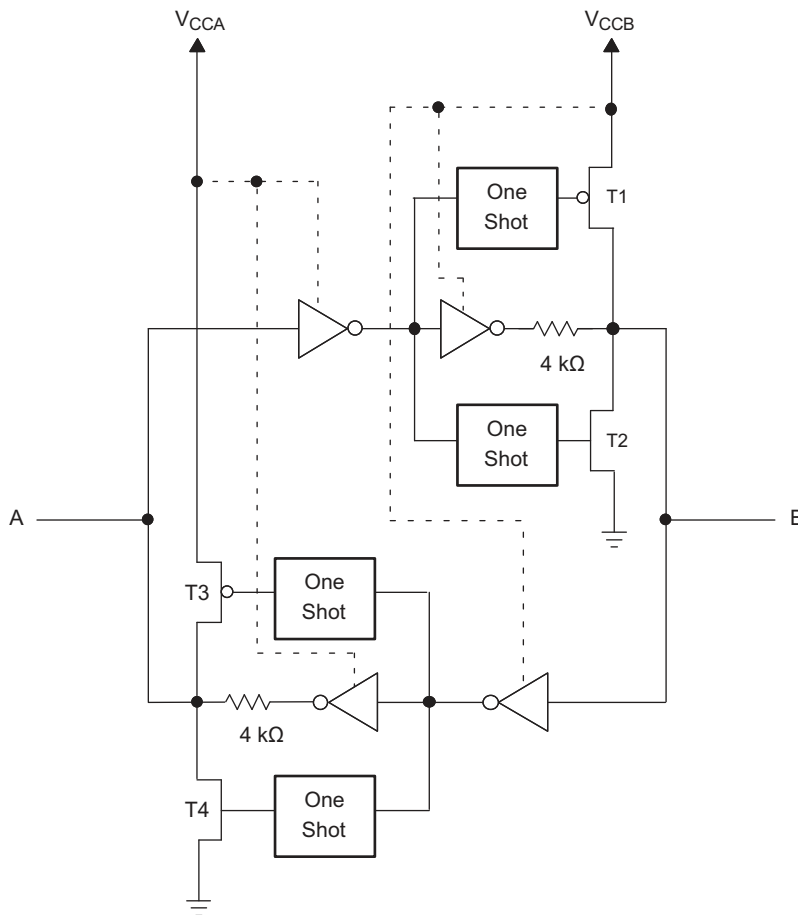 VCCA
VCCB
One
Shot
T1
4 kΩ
One
Shot
T2
A
B
T3
One
Shot
4 kΩ
T4
One
Shot